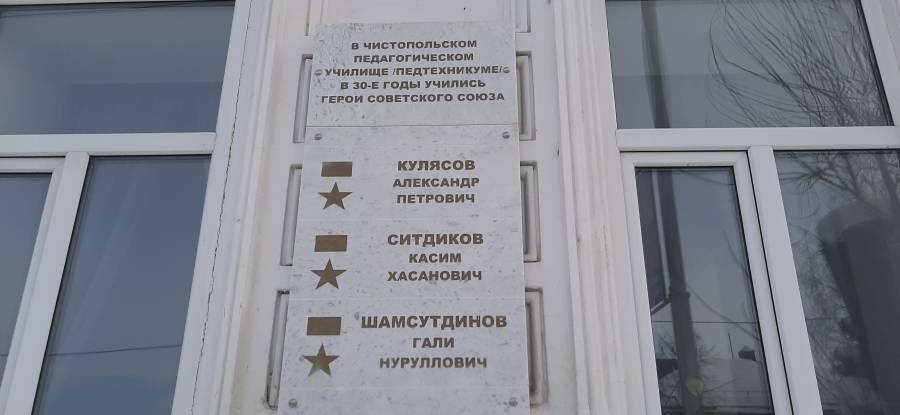 В ЧИСТОПОЛЬСКОМ
ПЕДАГОГИЧЕСКОМ
УЧИЛИЩЕ /ПЕДТЕХНИКУМЕ/
В 30-Е ГОДЫ УЧИЛИСЬ
ГЕРОИ СОВЕТСКОГО СОЮЗА
КУЛЯСОВ
АЛЕКСАНДР
ПЕТРОВИЧ
СИТДИКОВ
КАСИМ
ХАСАНОВИЧ
ШАМСУТДИНОВ
ГАЛИ
НУРУЛЛОВИЧ